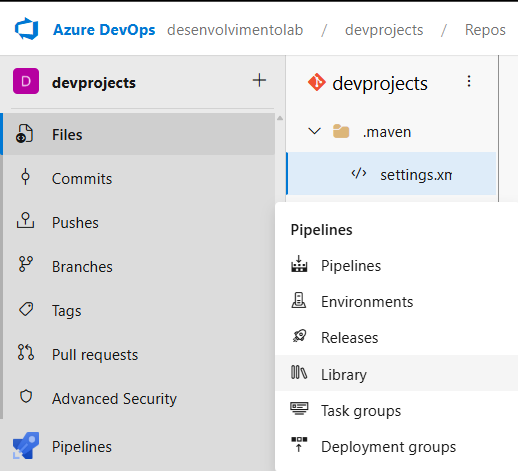 Azure DevOps desenvolvimentolab / devprojects / Repos
D devprojects +
Files
Commits
Pushes
Branches
Tags
Pull requests
Advanced Security
Pipelines
devprojects
.maven
</> settings.xm
Pipelines
Pipelines
Environments
Releases
Library
Task groups
Deployment groups